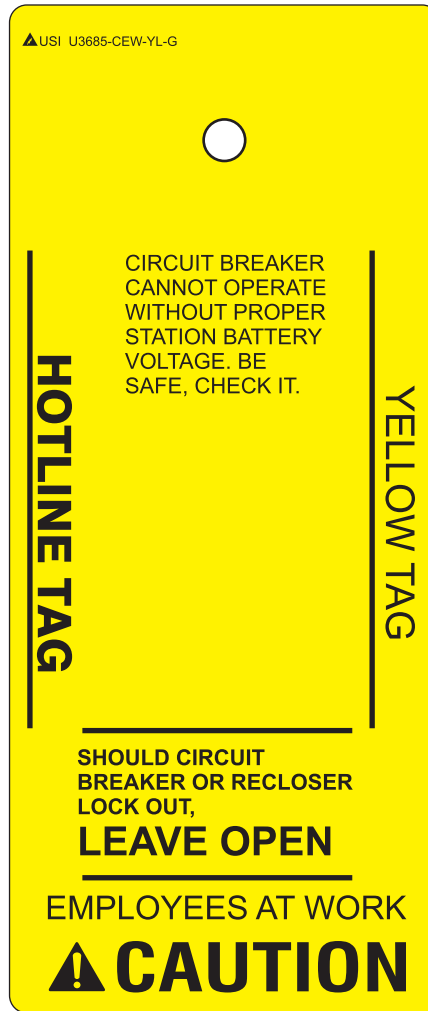 USI U3685-CEW-YL-G
CIRCUIT BREAKER
CANNOT OPERATE
WITHOUT PROPER
STATION BATTERY
VOLTAGE. BE
SAFE, CHECK IT.
HOTLINE TAG
YELLOW TAG
SHOULD CIRCUIT
BREAKER OR RECLOSER
LOCK OUT,
LEAVE OPEN
EMPLOYEES AT WORK
CAUTION